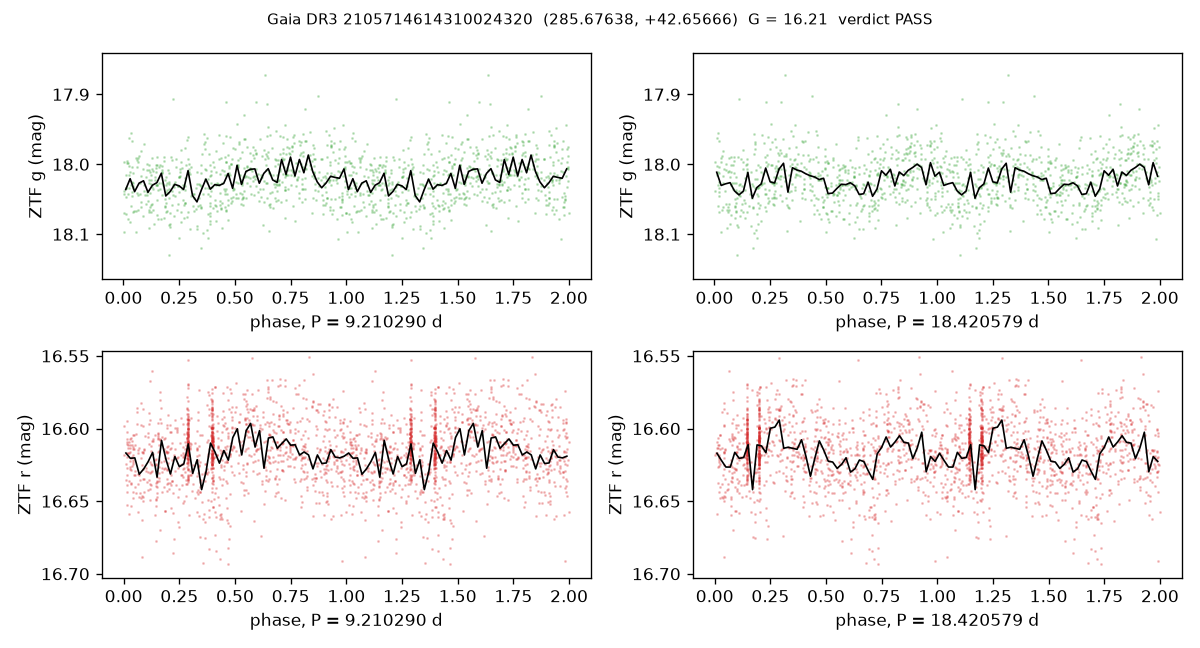 Gaia DR3 2105714614310024320 (285.67638, +42.65666) G = 16.21 verdict PASS
ZTF g (mag)
17.9
18.0
18.1
0.00 0.25 0.50 0.75 1.00 1.25 1.50 1.75 2.00
phase, P = 9.210290 d
ZTF g (mag)
17.9
18.0
18.1
0.00 0.25 0.50 0.75 1.00 1.25 1.50 1.75 2.00
phase, P = 18.420579 d
ZTF r (mag)
16.55
16.60
16.65
16.70
0.00 0.25 0.50 0.75 1.00 1.25 1.50 1.75 2.00
phase, P = 9.210290 d
ZTF r (mag)
16.55
16.60
16.65
16.70
0.00 0.25 0.50 0.75 1.00 1.25 1.50 1.75 2.00
phase, P = 18.420579 d